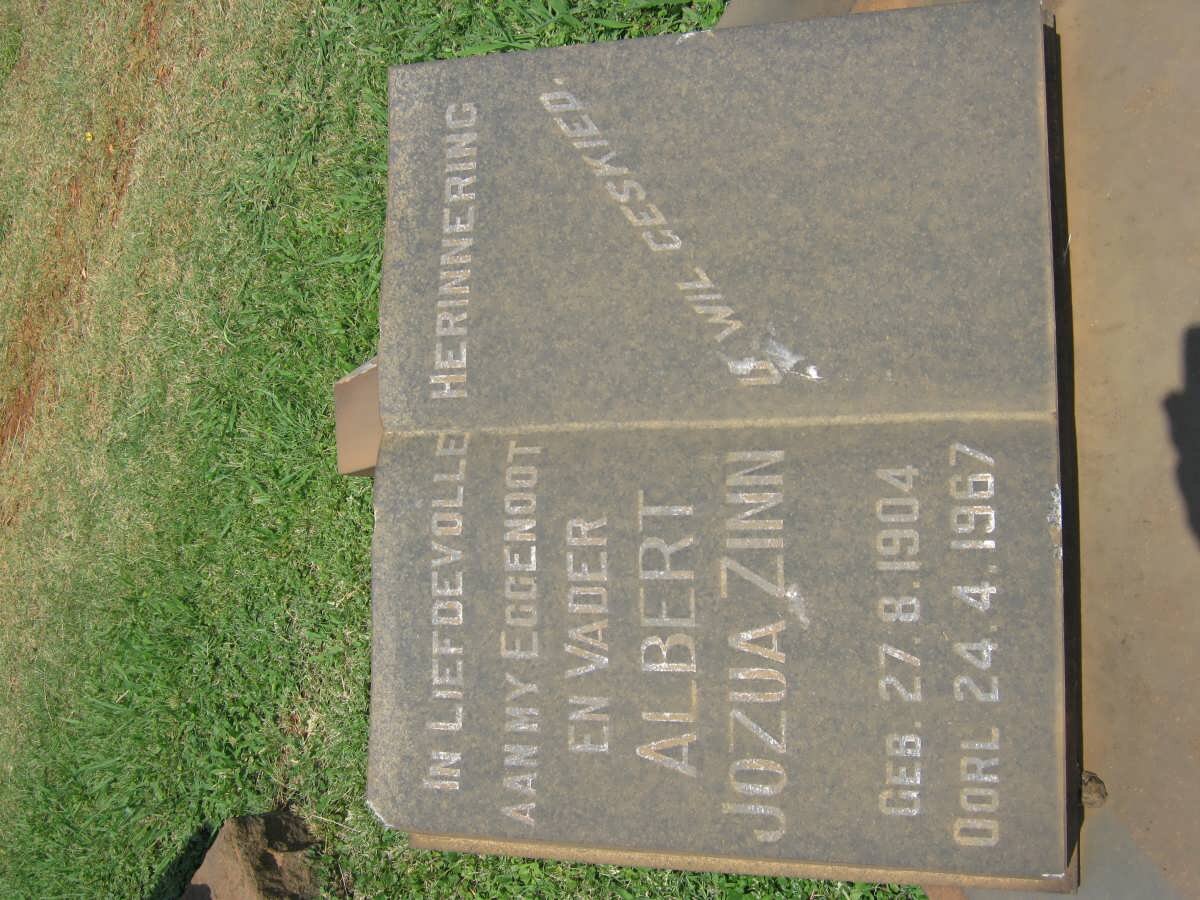 IN LIEFDEVOLLE HERINNERING
AAN MY EGGENOOT
EN VADER
ALBERT
JOZUA ZINN
GEB. 27.8.1904
OORL 24.4.1967
U WIL GESKIED.